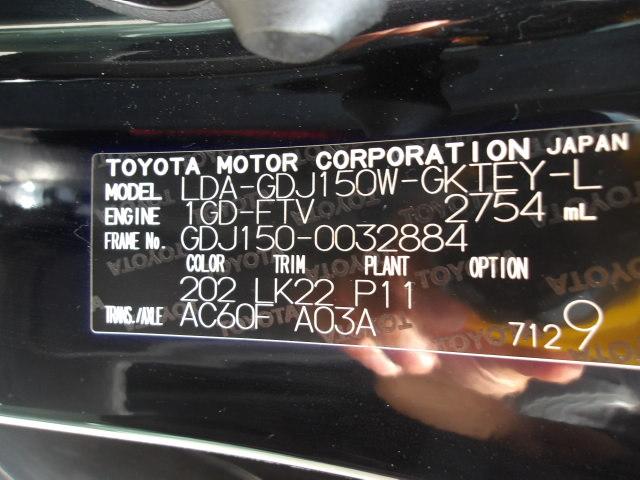 TOYOTA MOTOR CORPORATION JAPAN
MODEL LDA-GDJ150W-GKTEY-L
ENGINE 1GD-FTV 2754 mL
FRAME No. GDJ150-0032884
COLOR TRIM PLANT OPTION
202 LK22 P11
TRANS./AXLE AC60F A03A
7129